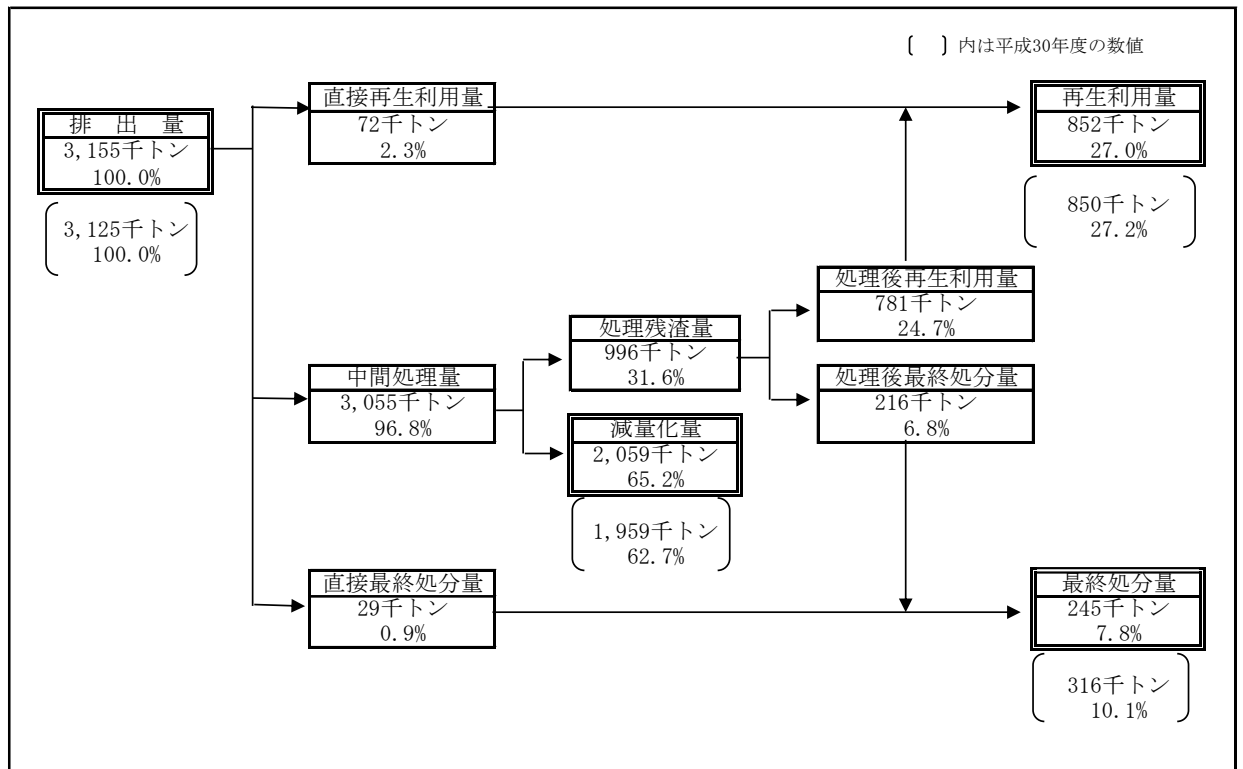 〔　〕内は平成30年度の数値
排　出　量
3,155千トン
100.0%
3,125千トン
100.0%
直接再生利用量
72千トン
2.3%
中間処理量
3,055千トン
96.8%
直接最終処分量
29千トン
0.9%
処理残渣量
996千トン
31.6%
減量化量
2,059千トン
65.2%
1,959千トン
62.7%
処理後再生利用量
781千トン
24.7%
処理後最終処分量
216千トン
6.8%
再生利用量
852千トン
27.0%
850千トン
27.2%
最終処分量
245千トン
7.8%
316千トン
10.1%